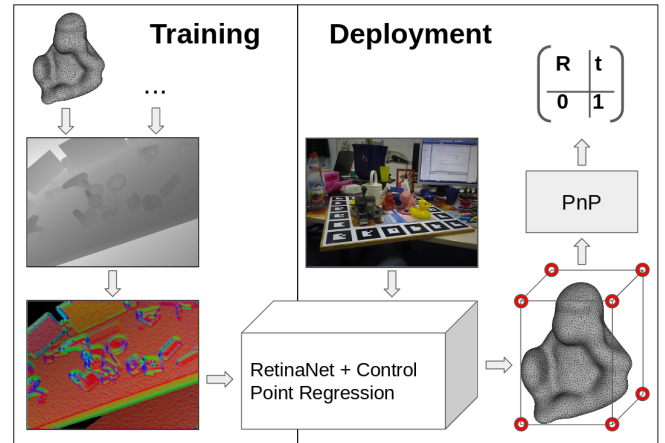 Training
Deployment
...
R t
0 1
PnP
RetinaNet + Control
Point Regression